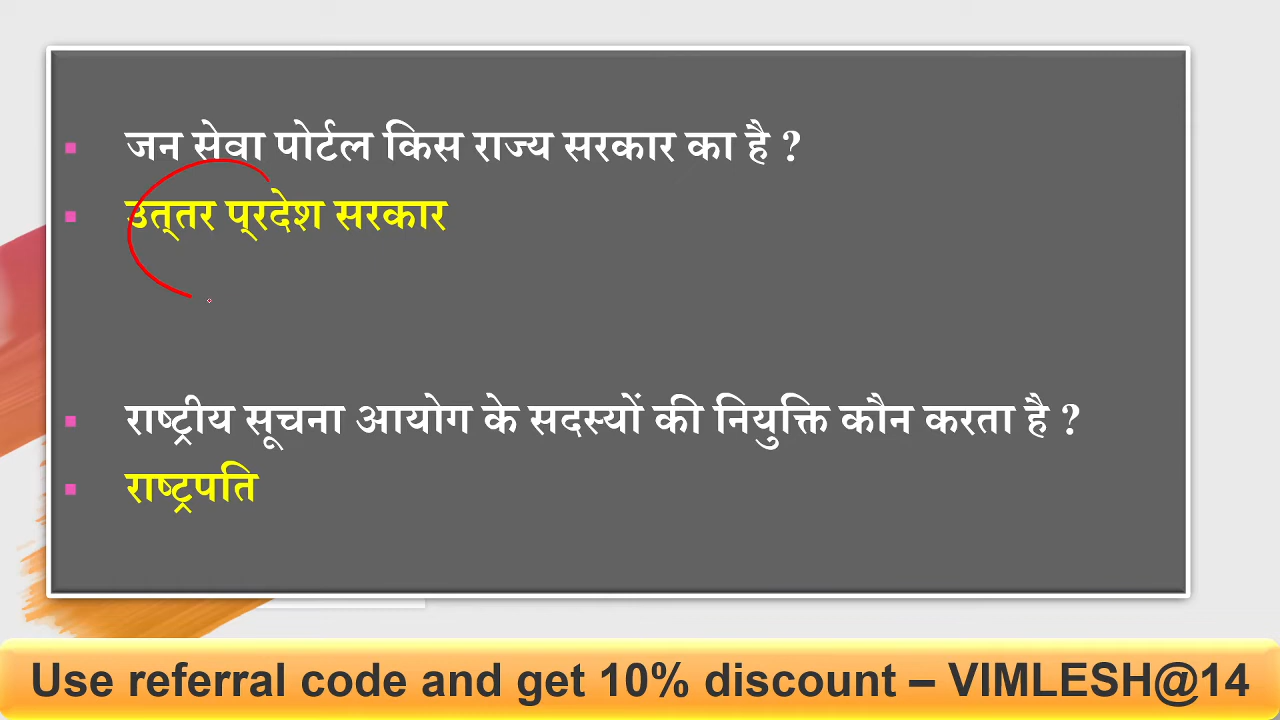 जन सेवा पोर्टल किस राज्य सरकार का है ?
उत्‌तर प्‌रदेश सरकार
राष्ट्रीय सूचना आयोग के सदस्यों की नियुक्ति कौन करता है ?
राष्ट्रपति
Use referral code and get 10% discount – VIMLESH@14